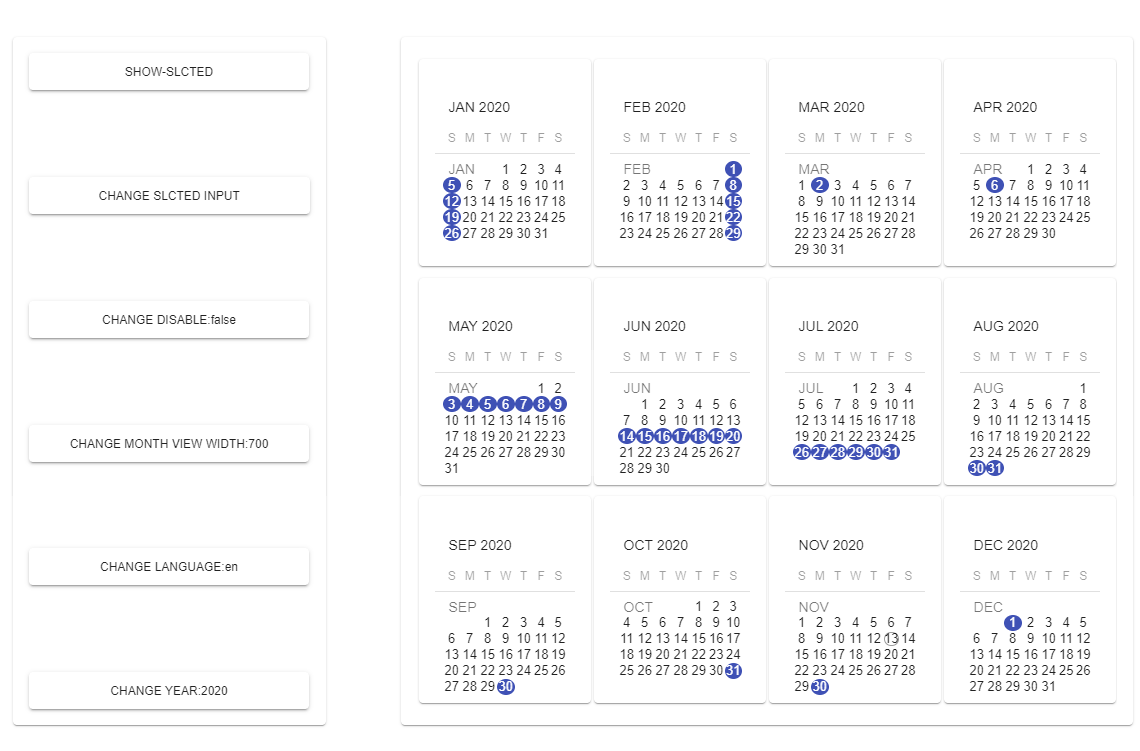 SHOW-SLCTED
CHANGE SLCTED INPUT
CHANGE DISABLE:false
CHANGE MONTH VIEW WIDTH:700
CHANGE LANGUAGE:en
CHANGE YEAR:2020
JAN 2020
S M T W T F S
JAN 1 2 3 4
5 6 7 8 9 10 11
12 13 14 15 16 17 18
19 20 21 22 23 24 25
26 27 28 29 30 31
FEB 2020
S M T W T F S
FEB 1
2 3 4 5 6 7 8
9 10 11 12 13 14 15
16 17 18 19 20 21 22
23 24 25 26 27 28 29
MAR 2020
S M T W T F S
MAR
1 2 3 4 5 6 7
8 9 10 11 12 13 14
15 16 17 18 19 20 21
22 23 24 25 26 27 28
29 30 31
APR 2020
S M T W T F S
APR 1 2 3 4
5 6 7 8 9 10 11
12 13 14 15 16 17 18
19 20 21 22 23 24 25
26 27 28 29 30
MAY 2020
S M T W T F S
MAY 1 2
3 4 5 6 7 8 9
10 11 12 13 14 15 16
17 18 19 20 21 22 23
24 25 26 27 28 29 30
31
JUN 2020
S M T W T F S
JUN
1 2 3 4 5 6
7 8 9 10 11 12 13
14 15 16 17 18 19 20
21 22 23 24 25 26 27
28 29 30
JUL 2020
S M T W T F S
JUL 1 2 3 4
5 6 7 8 9 10 11
12 13 14 15 16 17 18
19 20 21 22 23 24 25
26 27 28 29 30 31
AUG 2020
S M T W T F S
AUG 1
2 3 4 5 6 7 8
9 10 11 12 13 14 15
16 17 18 19 20 21 22
23 24 25 26 27 28 29
30 31
SEP 2020
S M T W T F S
SEP
1 2 3 4 5
6 7 8 9 10 11 12
13 14 15 16 17 18 19
20 21 22 23 24 25 26
27 28 29 30
OCT 2020
S M T W T F S
OCT 1 2 3
4 5 6 7 8 9 10
11 12 13 14 15 16 17
18 19 20 21 22 23 24
25 26 27 28 29 30 31
NOV 2020
S M T W T F S
NOV
1 2 3 4 5 6 7
8 9 10 11 12 13 14
15 16 17 18 19 20 21
22 23 24 25 26 27 28
29 30
DEC 2020
S M T W T F S
DEC
1 2 3 4 5
6 7 8 9 10 11 12
13 14 15 16 17 18 19
20 21 22 23 24 25 26
27 28 29 30 31